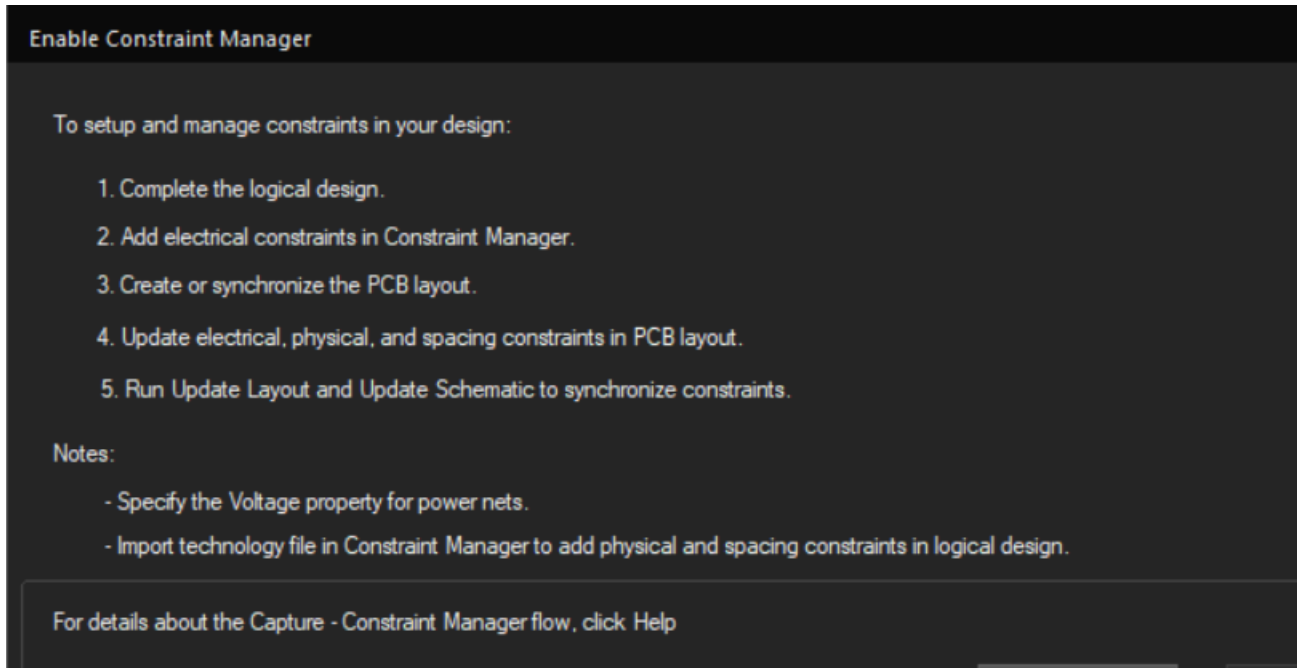 Enable Constraint Manager
To setup and manage constraints in your design:
1. Complete the logical design.
2. Add electrical constraints in Constraint Manager.
3. Create or synchronize the PCB layout.
4. Update electrical, physical, and spacing constraints in PCB layout.
5. Run Update Layout and Update Schematic to synchronize constraints.
Notes:
- Specify the Voltage property for power nets.
- Import technology file in Constraint Manager to add physical and spacing constraints in logical design.
For details about the Capture - Constraint Manager flow, click Help